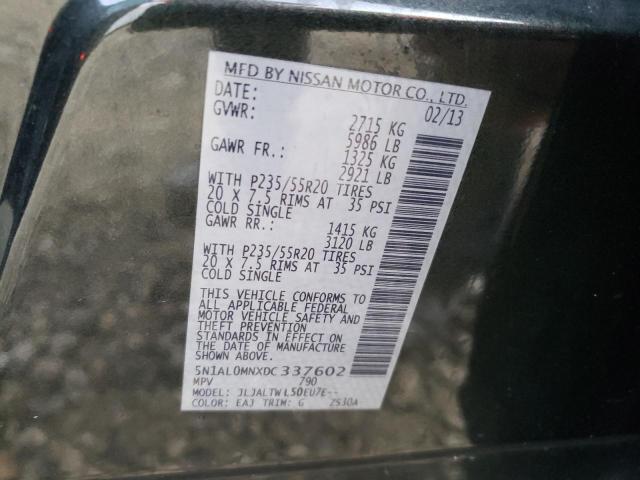 MFD BY NISSAN MOTOR CO., LTD.
DATE: 02/13
GVWR: 2715 KG
5986 LB
GAWR FR.: 1325 KG
2921 LB
WITH P235/55R20 TIRES
20 X 7.5 RIMS AT 35 PSI
COLD SINGLE
GAWR RR.: 1415 KG
3120 LB
WITH P235/55R20 TIRES
20 X 7.5 RIMS AT 35 PSI
COLD SINGLE
THIS VEHICLE CONFORMS TO
ALL APPLICABLE FEDERAL
MOTOR VEHICLE SAFETY AND
THEFT PREVENTION
STANDARDS IN EFFECT ON
THE DATE OF MANUFACTURE
SHOWN ABOVE.
5N1AL0MNXDC337602
MPV 790
MODEL: JLJALTWL50EU7E--
COLOR: EAJ TRIM: G 2530A